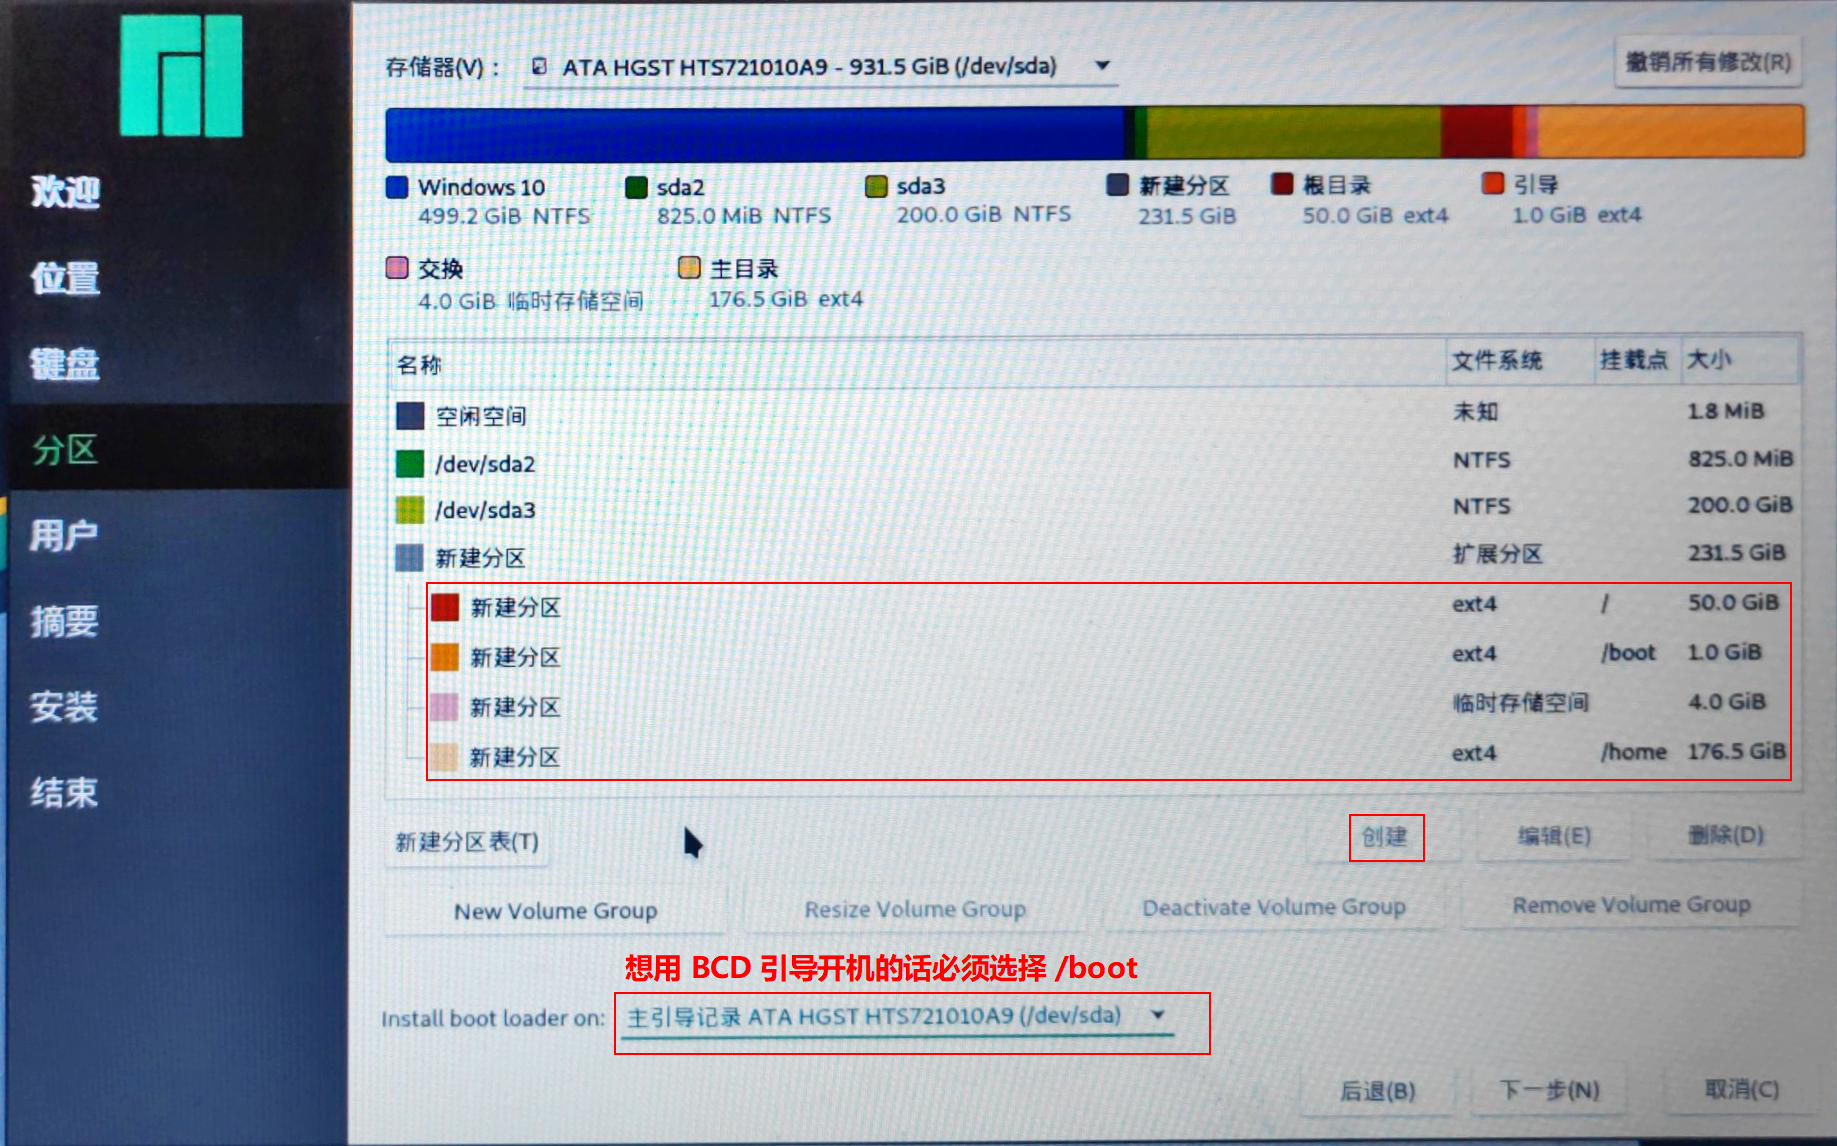 存储器(V)： ATA HGST HTS721010A9 - 931.5 GiB (/dev/sda) 撤销所有修改(R)
Windows 10 sda2 sda3 新建分区 根目录 引导
499.2 GiB NTFS 825.0 MiB NTFS 200.0 GiB NTFS 231.5 GiB 50.0 GiB ext4 1.0 GiB ext4
交换 主目录
4.0 GiB 临时存储空间 176.5 GiB ext4
欢迎
位置
键盘
分区
用户
摘要
安装
结束
名称 文件系统 挂载点 大小
空闲空间 未知 1.8 MiB
/dev/sda2 NTFS 825.0 MiB
/dev/sda3 NTFS 200.0 GiB
新建分区 扩展分区 231.5 GiB
新建分区 ext4 / 50.0 GiB
新建分区 ext4 /boot 1.0 GiB
新建分区 临时存储空间 4.0 GiB
新建分区 ext4 /home 176.5 GiB
新建分区表(T) 创建 编辑(E) 删除(D)
New Volume Group Resize Volume Group Deactivate Volume Group Remove Volume Group
想用 BCD 引导开机的话必须选择 /boot
Install boot loader on: 主引导记录 ATA HGST HTS721010A9 (/dev/sda)
后退(B) 下一步(N) 取消(C)